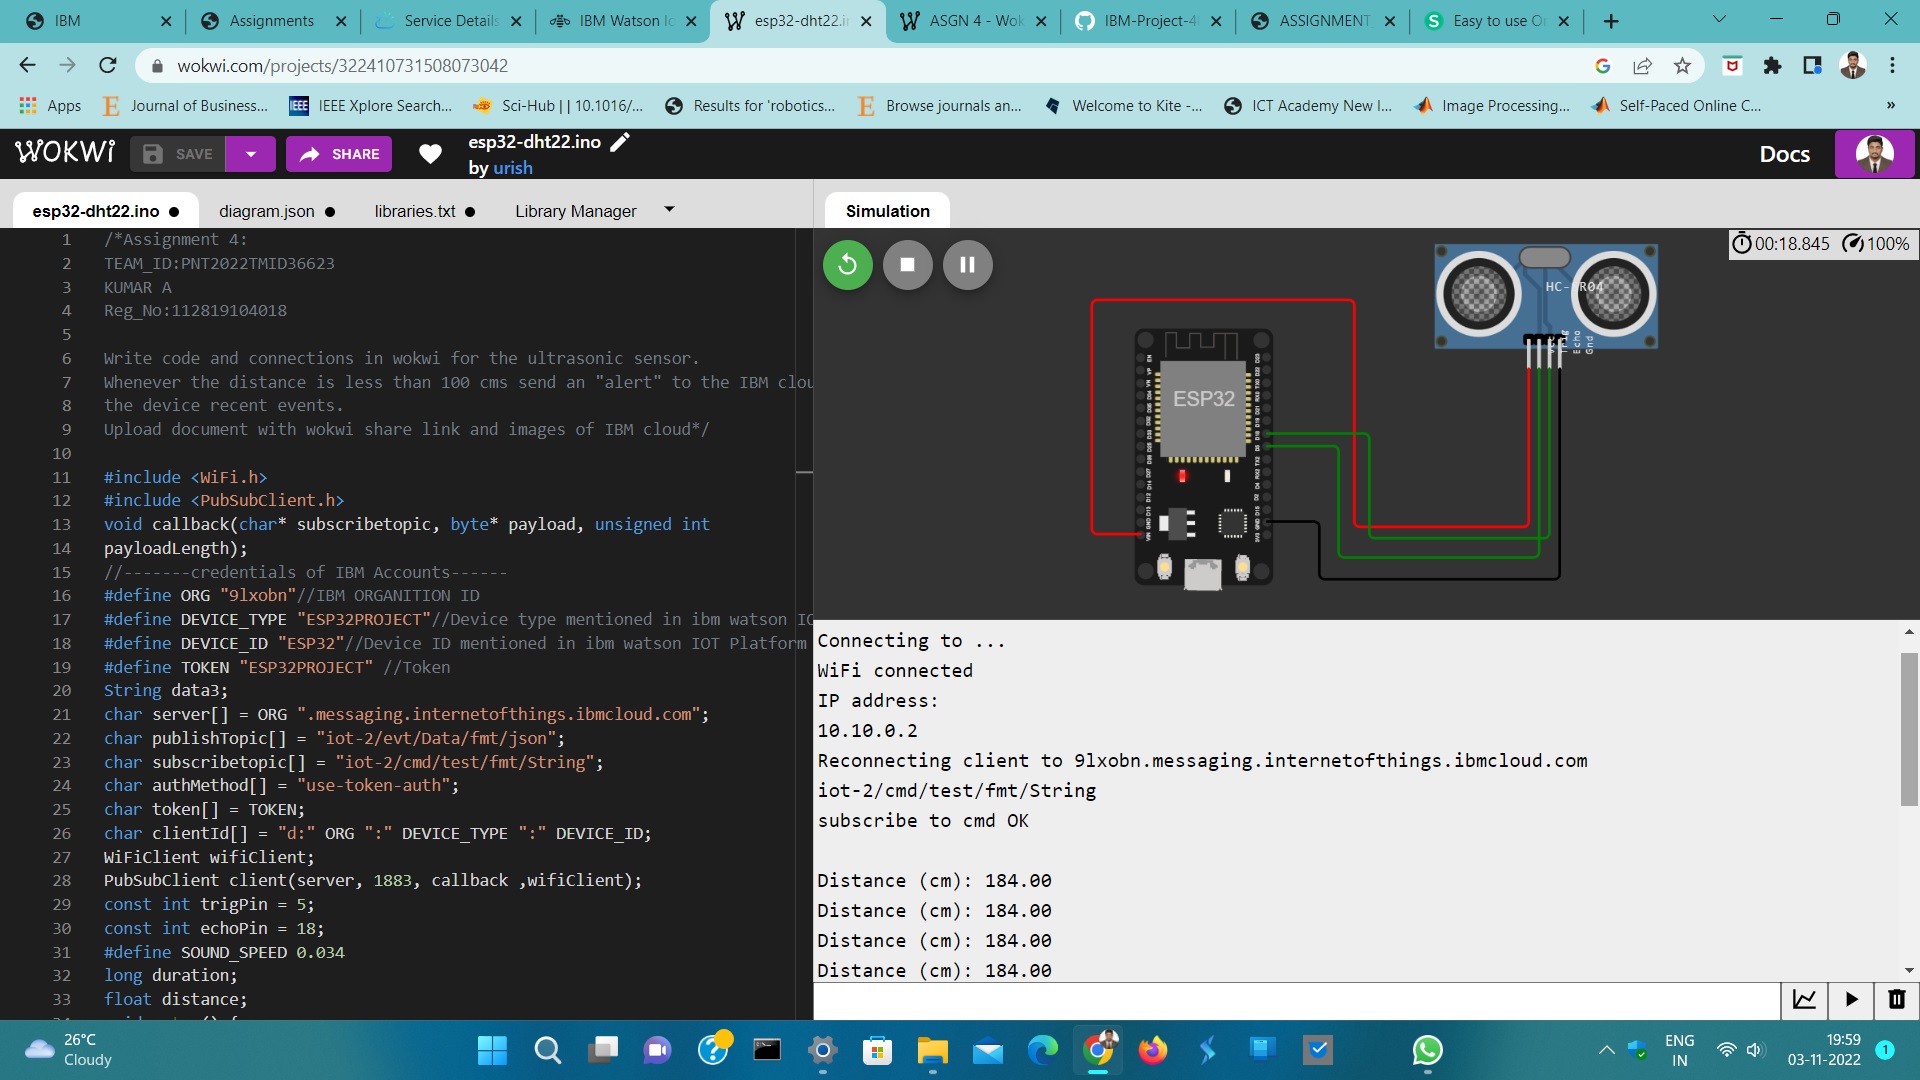 IBM
Assignments
Service Details
IBM Watson Io
esp32-dht22.i
ASGN 4 - Wok
IBM-Project-4
ASSIGNMENT
Easy to use O
wokwi.com/projects/322410731508073042
Apps
Journal of Business...
IEEE Xplore Search...
Sci-Hub | | 10.1016/...
Results for 'robotics...
Browse journals an...
Welcome to Kite -...
ICT Academy New I...
Image Processing,...
Self-Paced Online C...
»
WOKWi
SAVE
SHARE
esp32-dht22.ino
by urish
Docs
esp32-dht22.ino
diagram.json
libraries.txt
Library Manager
Simulation
1 /*Assignment 4:
2 TEAM_ID:PNT2022TMID36623
3 KUMAR A
4 Reg_No:112819104018
5
6 Write code and connections in wokwi for the ultrasonic sensor.
7 Whenever the distance is less than 100 cms send an "alert" to the IBM clou
8 the device recent events.
9 Upload document with wokwi share link and images of IBM cloud*/
10
11 #include <WiFi.h>
12 #include <PubSubClient.h>
13 void callback(char* subscribetopic, byte* payload, unsigned int
14 payloadLength);
15 //-------credentials of IBM Accounts------
16 #define ORG "9lxobn"//IBM ORGANITION ID
17 #define DEVICE_TYPE "ESP32PROJECT"//Device type mentioned in ibm watson IO
18 #define DEVICE_ID "ESP32"//Device ID mentioned in ibm watson IOT Platform
19 #define TOKEN "ESP32PROJECT" //Token
20 String data3;
21 char server[] = ORG ".messaging.internetofthings.ibmcloud.com";
22 char publishTopic[] = "iot-2/evt/Data/fmt/json";
23 char subscribetopic[] = "iot-2/cmd/test/fmt/String";
24 char authMethod[] = "use-token-auth";
25 char token[] = TOKEN;
26 char clientId[] = "d:" ORG ":" DEVICE_TYPE ":" DEVICE_ID;
27 WiFiClient wifiClient;
28 PubSubClient client(server, 1883, callback ,wifiClient);
29 const int trigPin = 5;
30 const int echoPin = 18;
31 #define SOUND_SPEED 0.034
32 long duration;
33 float distance;
00:18.845
100%
HC-SR04
Trig
Echo
Gnd
ESP32
Connecting to ...
WiFi connected
IP address:
10.10.0.2
Reconnecting client to 9lxobn.messaging.internetofthings.ibmcloud.com
iot-2/cmd/test/fmt/String
subscribe to cmd OK
Distance (cm): 184.00
Distance (cm): 184.00
Distance (cm): 184.00
Distance (cm): 184.00
26°C
Cloudy
ENG
IN
19:59
03-11-2022
1